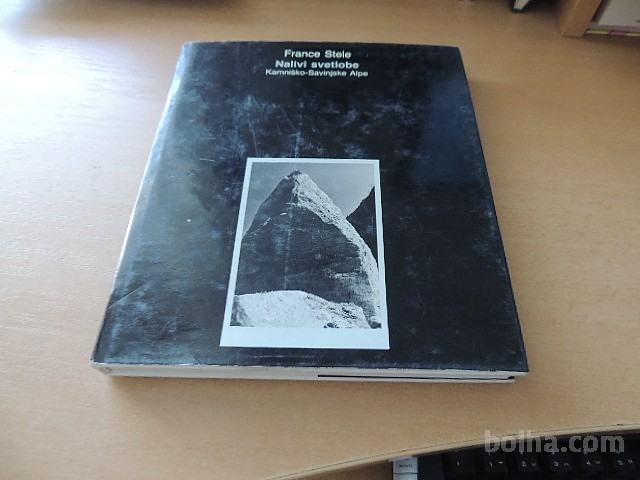 France Stele
Nalivi svetlobe
Kamniško-Savinjske Alpe
bolha.com